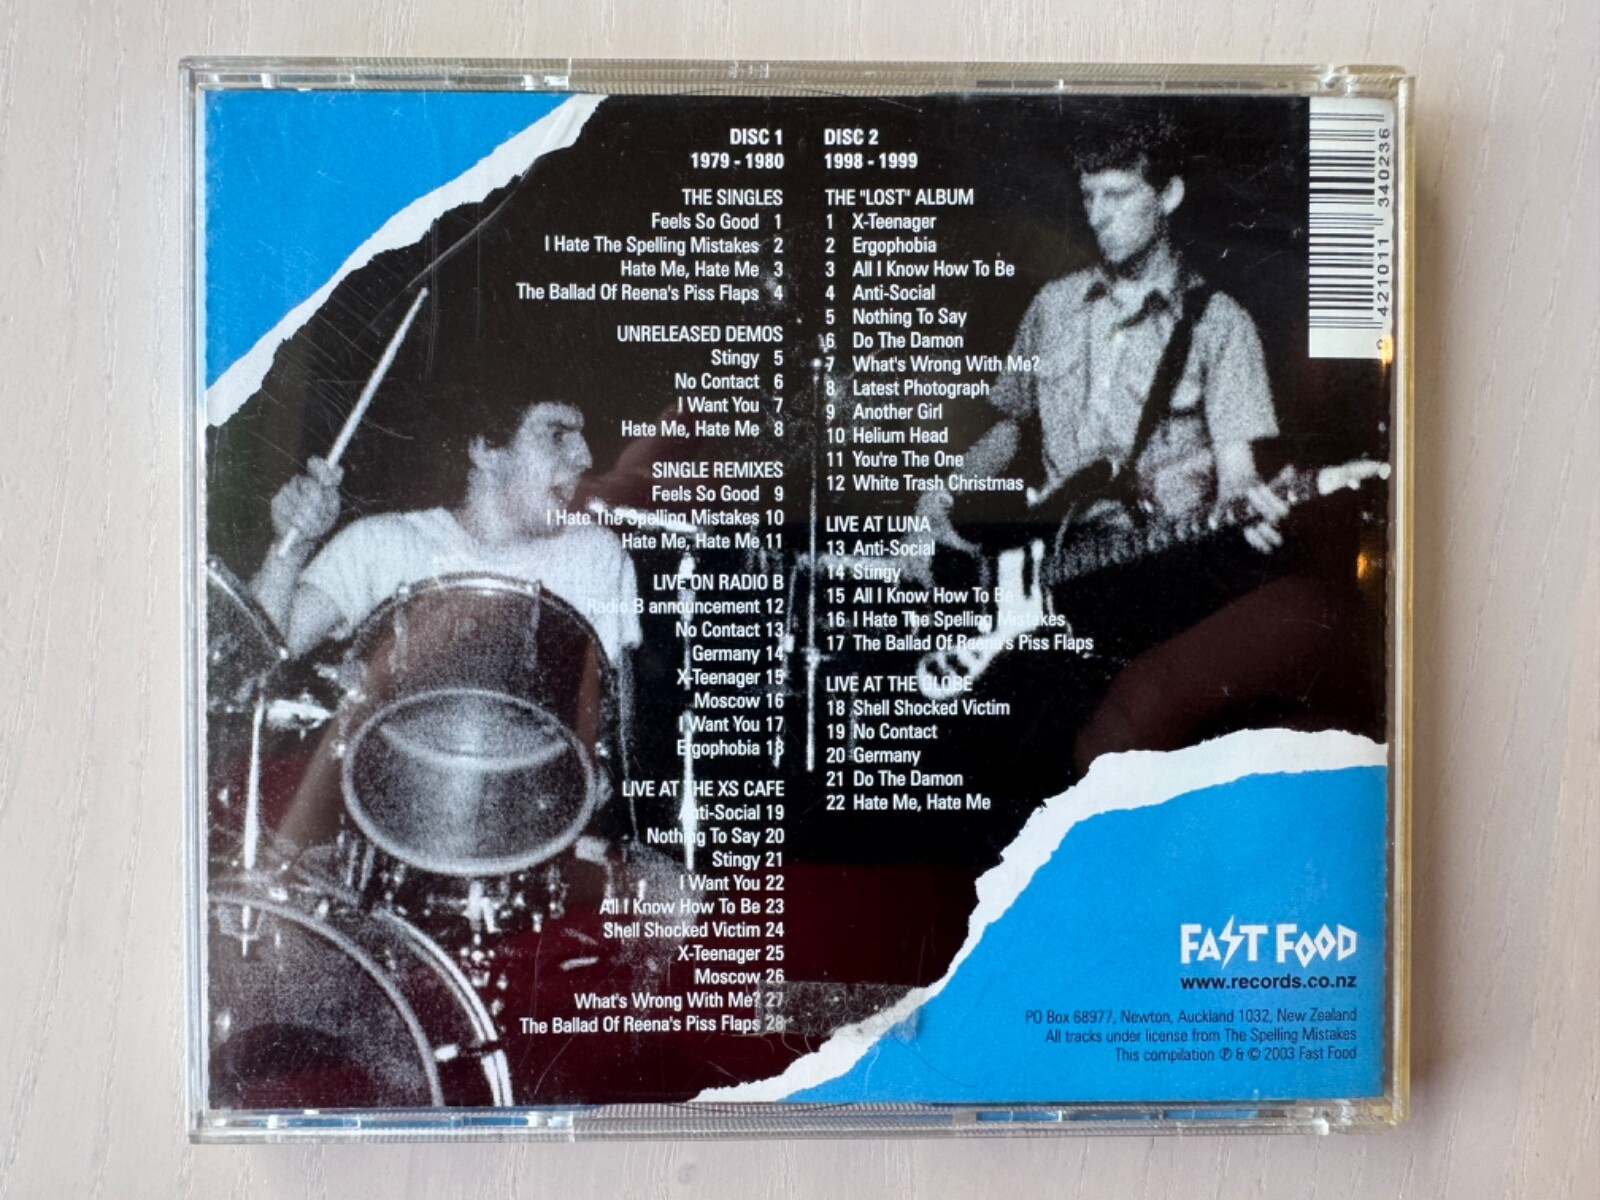 DISC 1
1979 - 1980
THE SINGLES
Feels So Good 1
I Hate The Spelling Mistakes 2
Hate Me, Hate Me 3
The Ballad Of Reena's Piss Flaps 4
UNRELEASED DEMOS
Stingy 5
No Contact 6
I Want You 7
Hate Me, Hate Me 8
SINGLE REMIXES
Feels So Good 9
I Hate The Spelling Mistakes 10
Hate Me, Hate Me 11
LIVE ON RADIO B
Radio B announcement 12
No Contact 13
Germany 14
X-Teenager 15
Moscow 16
I Want You 17
Ergophobia 18
LIVE AT THE XS CAFE
Anti-Social 19
Nothing To Say 20
Stingy 21
I Want You 22
All I Know How To Be 23
Shell Shocked Victim 24
X-Teenager 25
Moscow 26
What's Wrong With Me? 27
The Ballad Of Reena's Piss Flaps 28
DISC 2
1998 - 1999
THE "LOST" ALBUM
1 X-Teenager
2 Ergophobia
3 All I Know How To Be
4 Anti-Social
5 Nothing To Say
6 Do The Damon
7 What's Wrong With Me?
8 Latest Photograph
9 Another Girl
10 Helium Head
11 You're The One
12 White Trash Christmas
LIVE AT LUNA
13 Anti-Social
14 Stingy
15 All I Know How To Be
16 I Hate The Spelling Mistakes
17 The Ballad Of Reena's Piss Flaps
LIVE AT THE GLOBE
18 Shell Shocked Victim
19 No Contact
20 Germany
21 Do The Damon
22 Hate Me, Hate Me
9 421011 340236
FAST FOOD
www.records.co.nz
PO Box 68977, Newton, Auckland 1032, New Zealand
All tracks under license from The Spelling Mistakes
This compilation ℗ & © 2003 Fast Food